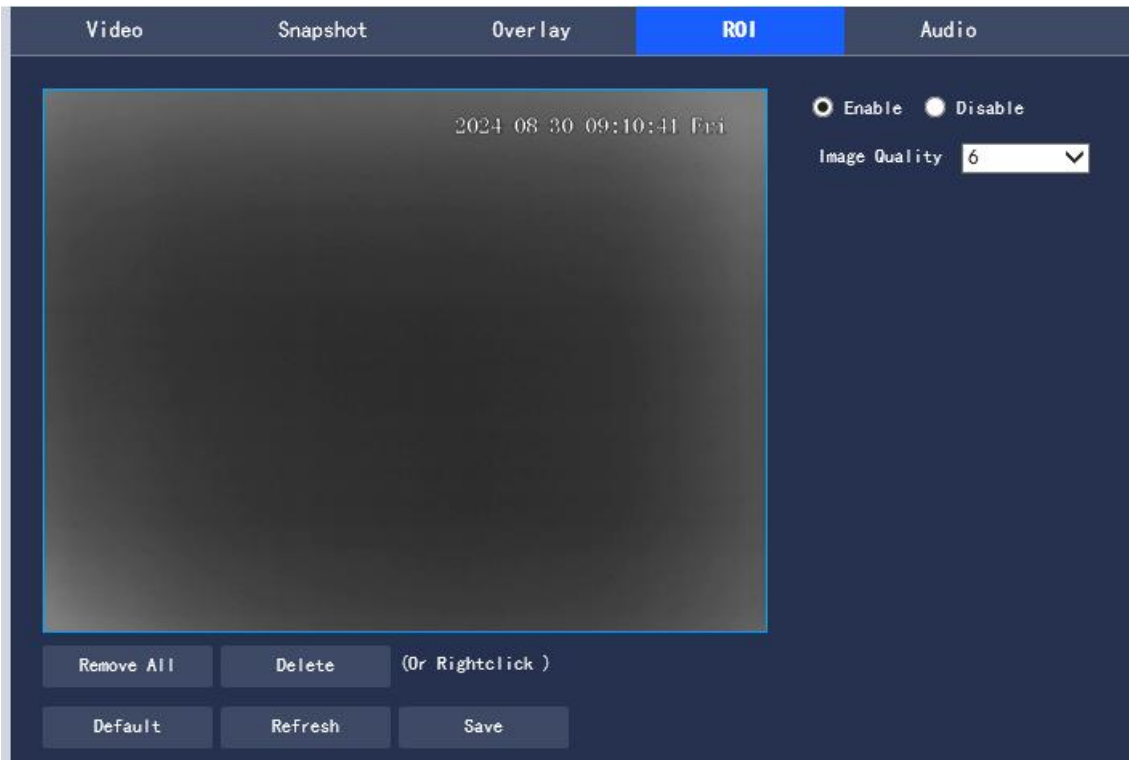 Video Snapshot Overlay ROI Audio
2024-08-30 09:10:41 Fri
Enable Disable
Image Quality 6
Remove All Delete (Or Rightclick )
Default Refresh Save